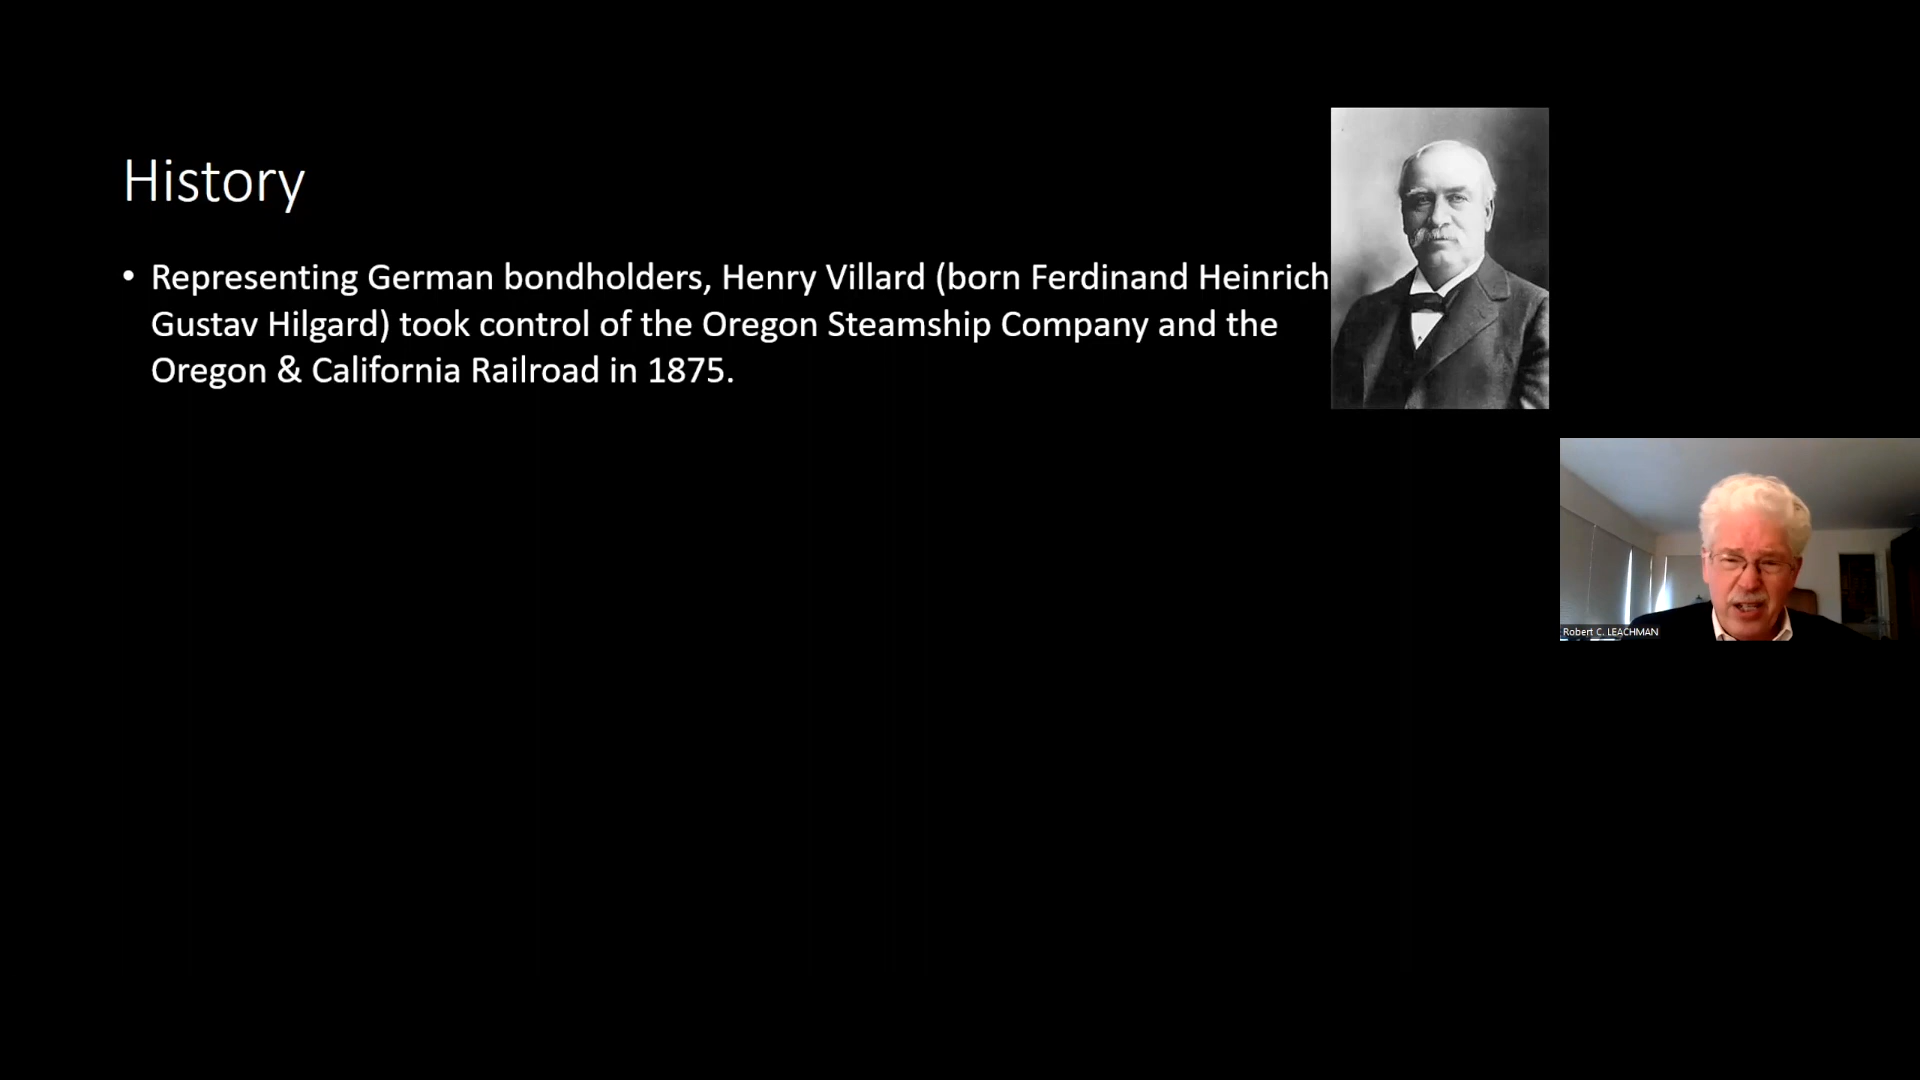 History
• Representing German bondholders, Henry Villard (born Ferdinand Heinrich
Gustav Hilgard) took control of the Oregon Steamship Company and the
Oregon & California Railroad in 1875.
Robert C. LEACHMAN